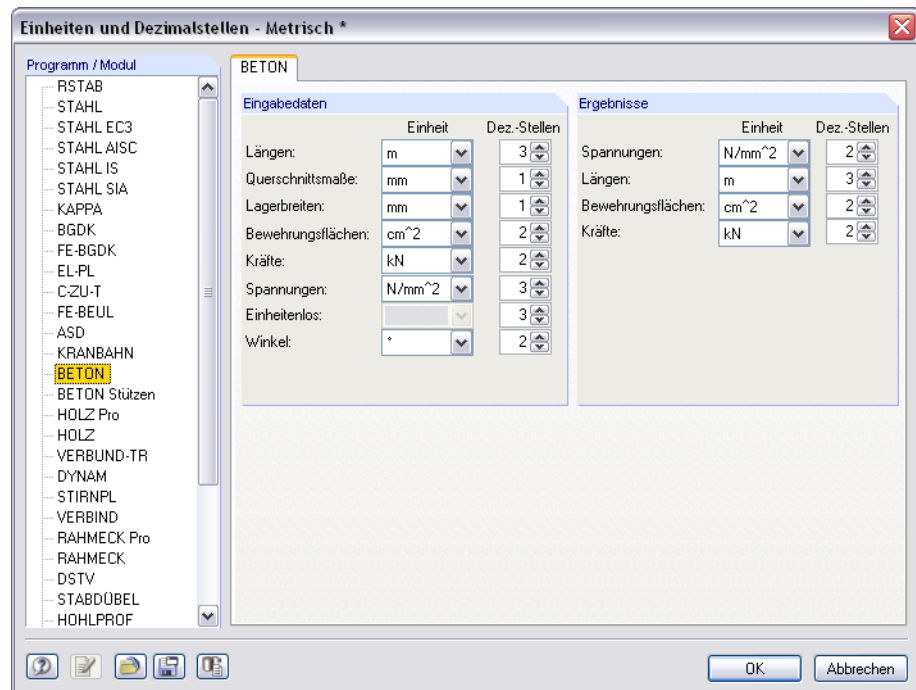 Einheiten und Dezimalstellen - Metrisch *
Programm / Modul
RSTAB
STAHL
STAHL EC3
STAHL AISC
STAHL IS
STAHL SIA
KAPPA
BGDK
FE-BGDK
EL-PL
C-ZU-T
FE-BEUL
ASD
KRANBAHN
BETON
BETON Stützen
HOLZ Pro
HOLZ
VERBUND-TR
DYNAM
STIRNPL
VERBIND
RAHMECK Pro
RAHMECK
DSTV
STABDÜBEL
HOHLPROF
BETON
Eingabedaten
Einheit Dez.-Stellen
Längen: m 3
Querschnittsmaße: mm 1
Lagerbreiten: mm 1
Bewehrungsflächen: cm^2 2
Kräfte: kN 2
Spannungen: N/mm^2 3
Einheitenlos: 3
Winkel: ° 2
Ergebnisse
Einheit Dez.-Stellen
Spannungen: N/mm^2 2
Längen: m 3
Bewehrungsflächen: cm^2 2
Kräfte: kN 2
OK Abbrechen